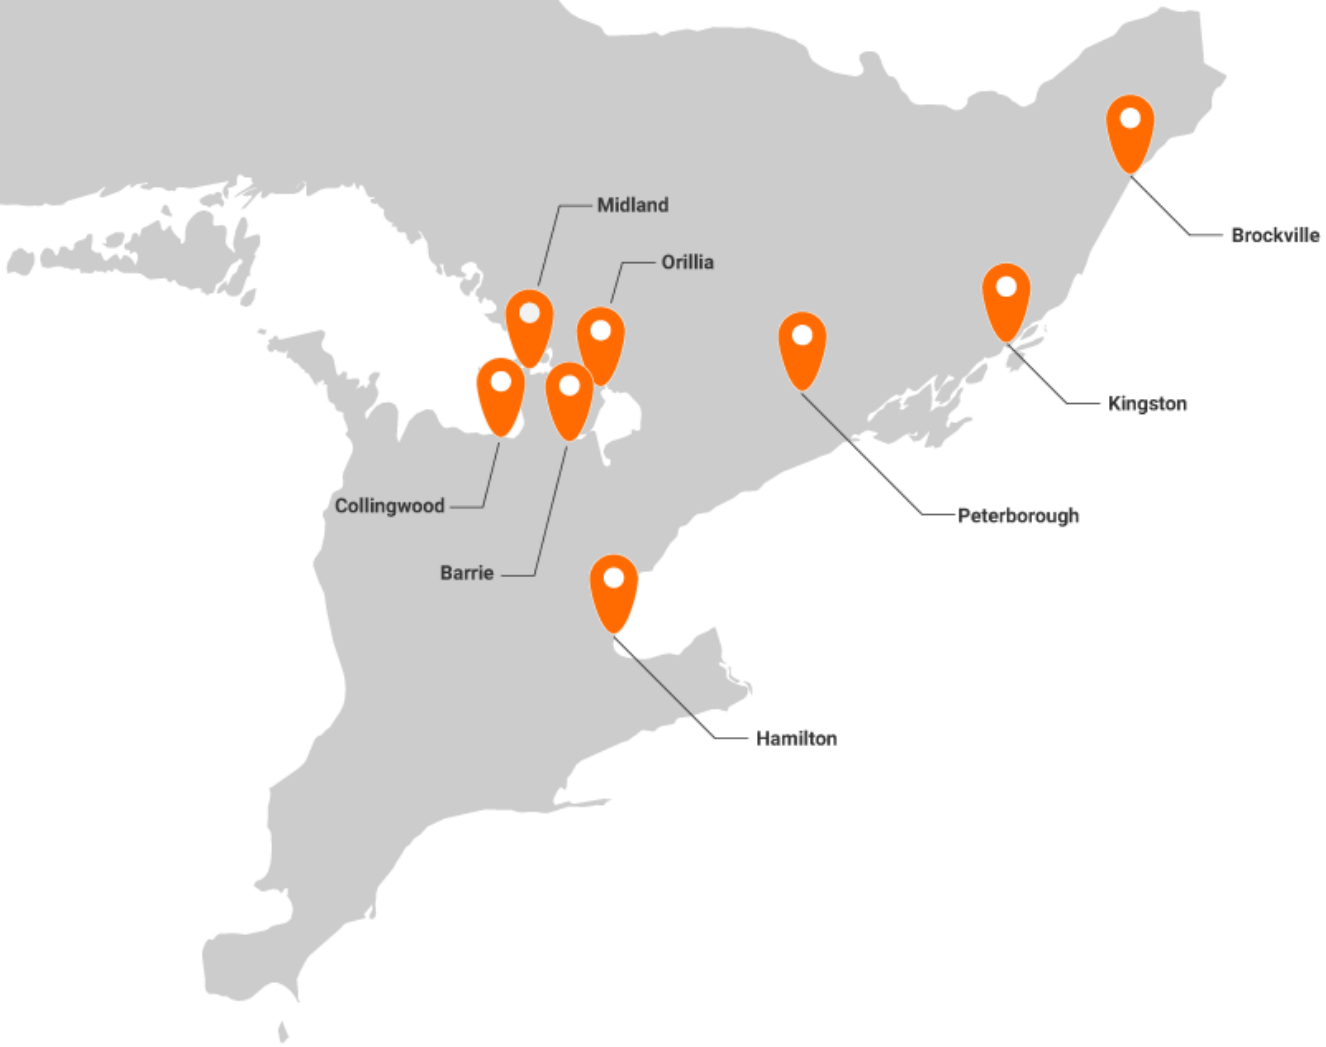 Midland
Brockville
Orillia
Kingston
Collingwood
Peterborough
Barrie
Hamilton